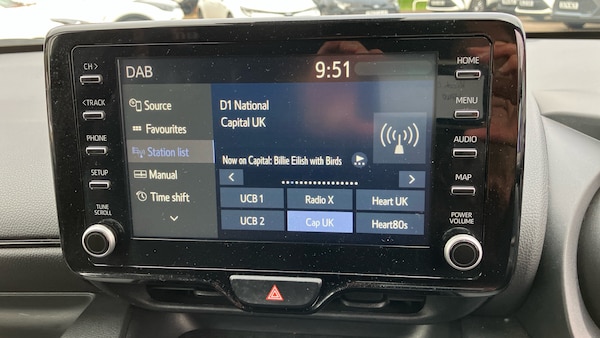 DAB
9:51
CH>
<TRACK
PHONE
SETUP
TUNE
SCROLL
Source
Favourites
Station list
Manual
Time shift
D1 National
Capital UK
Now on Capital: Billie Eilish with Birds
<
>
UCB 1
Radio X
Heart UK
UCB 2
Cap UK
Heart80s
HOME
MENU
AUDIO
MAP
POWER
VOLUME